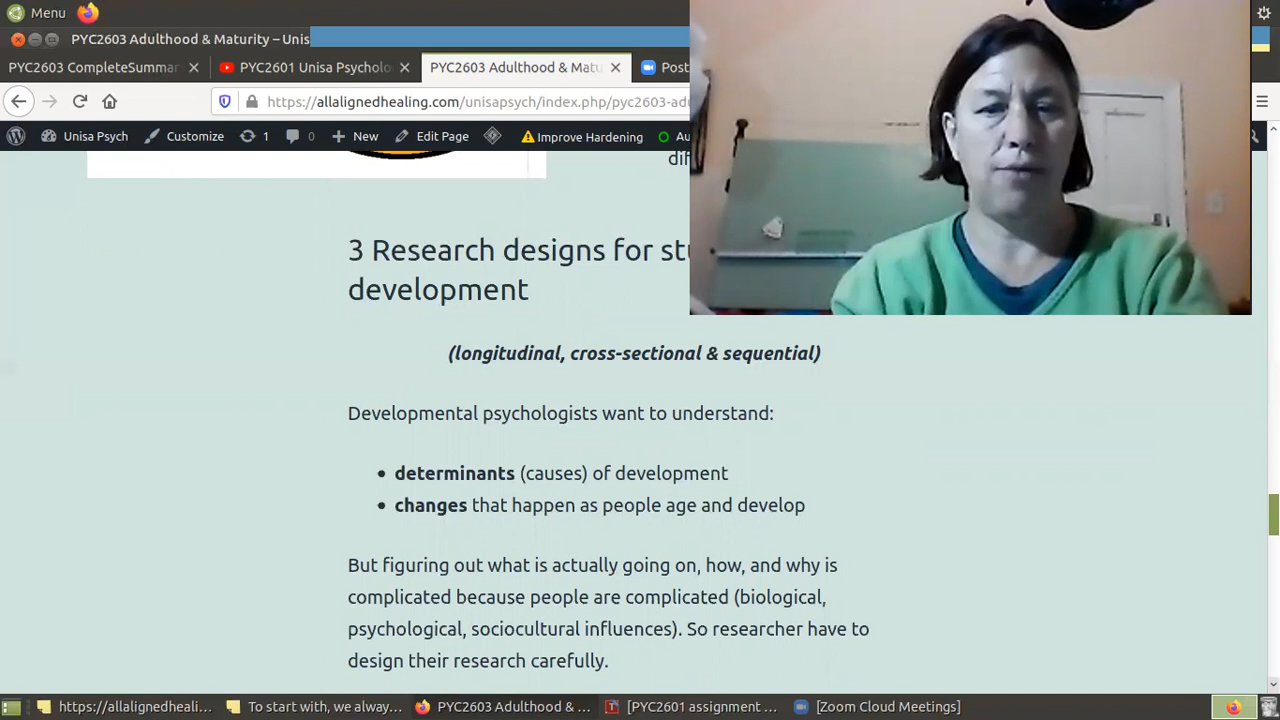 Menu
PYC2603 Adulthood & Maturity – Unis
PYC2603 CompleteSummar
PYC2601 Unisa Psycholo
PYC2603 Adulthood & Matu
Post
https://allalignedhealing.com/unisapsych/index.php/pyc2603-ad
Unisa Psych
Customize
1
0
New
Edit Page
Improve Hardening
Au
dif
3 Research designs for stu
development
(longitudinal, cross-sectional & sequential)
Developmental psychologists want to understand:
determinants (causes) of development
changes that happen as people age and develop
But figuring out what is actually going on, how, and why is
complicated because people are complicated (biological,
psychological, sociocultural influences). So researcher have to
design their research carefully.
https://allalignedheali...
To start with, we alway...
PYC2603 Adulthood & ...
[PYC2601 assignment ...
[Zoom Cloud Meetings]